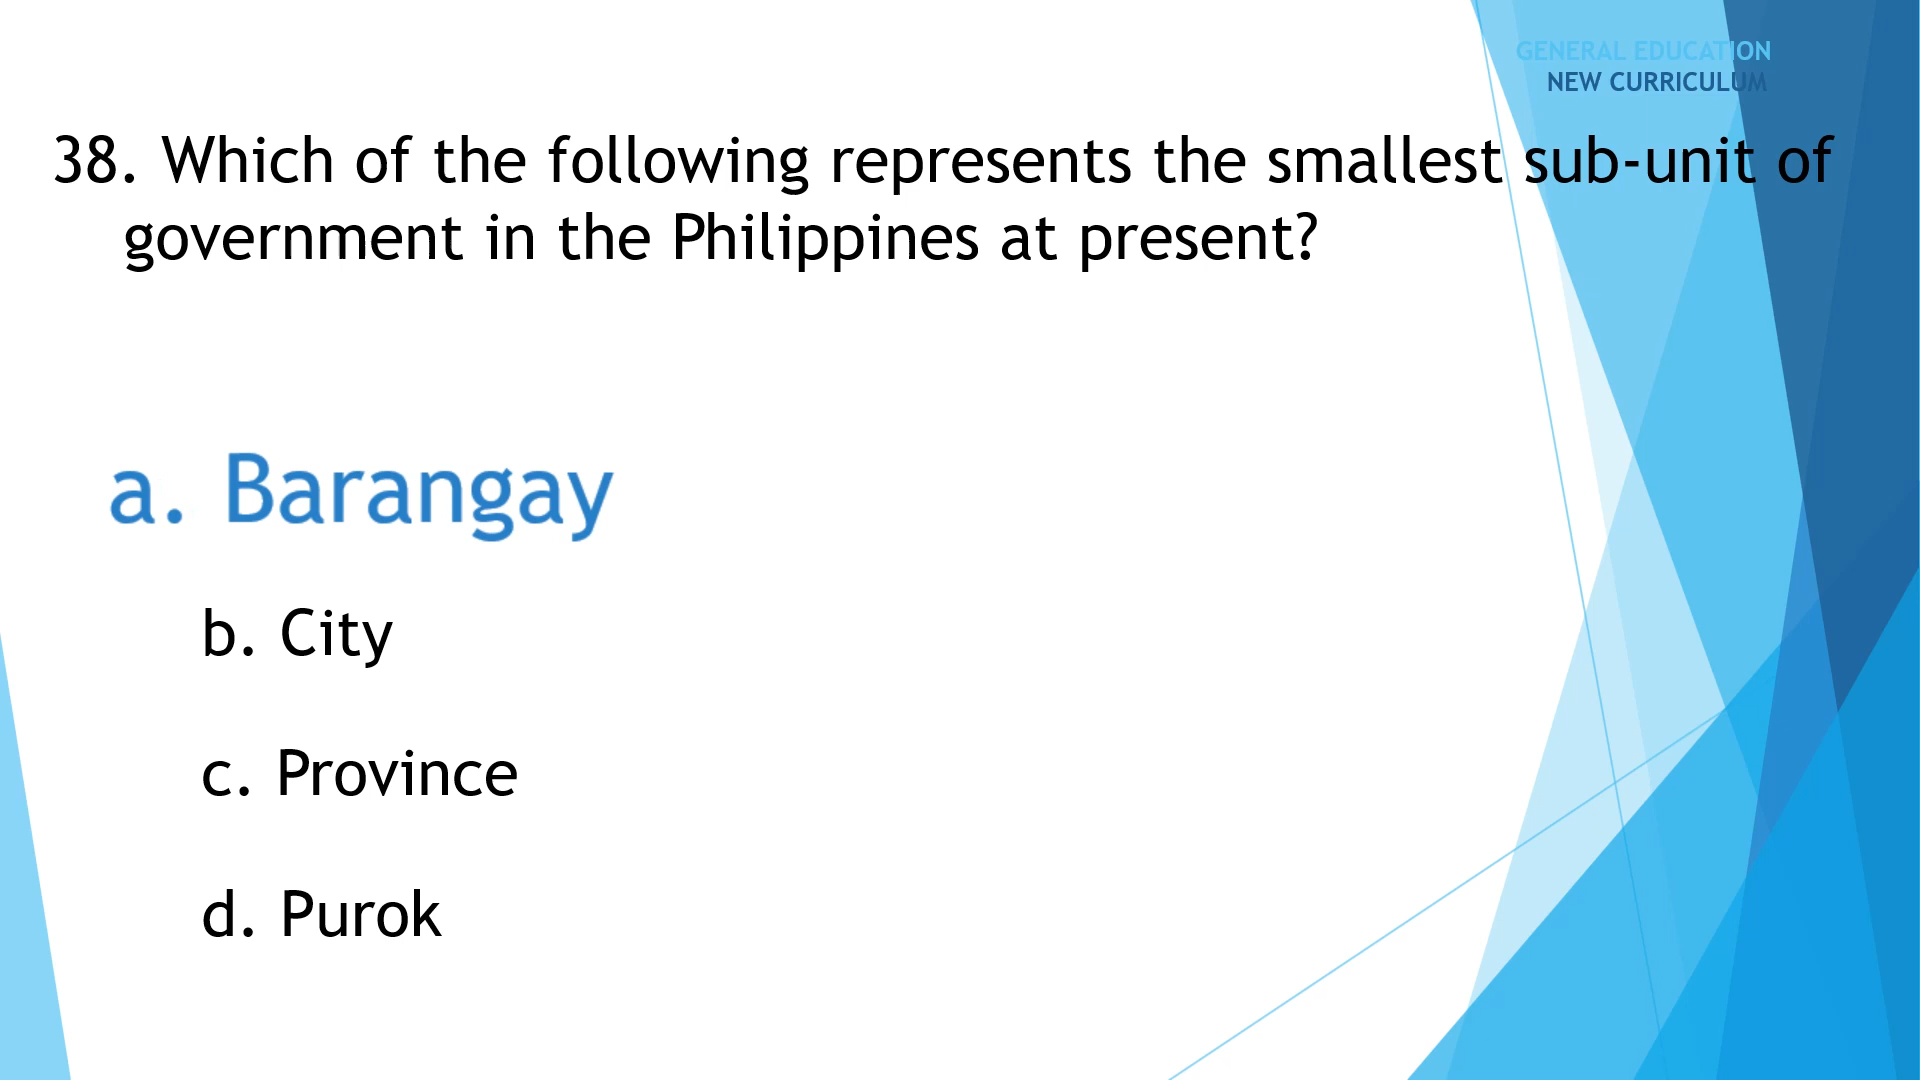 GENERAL EDUCATION
NEW CURRICULUM
38. Which of the following represents the smallest sub-unit of
government in the Philippines at present?
a. Barangay
b. City
c. Province
d. Purok